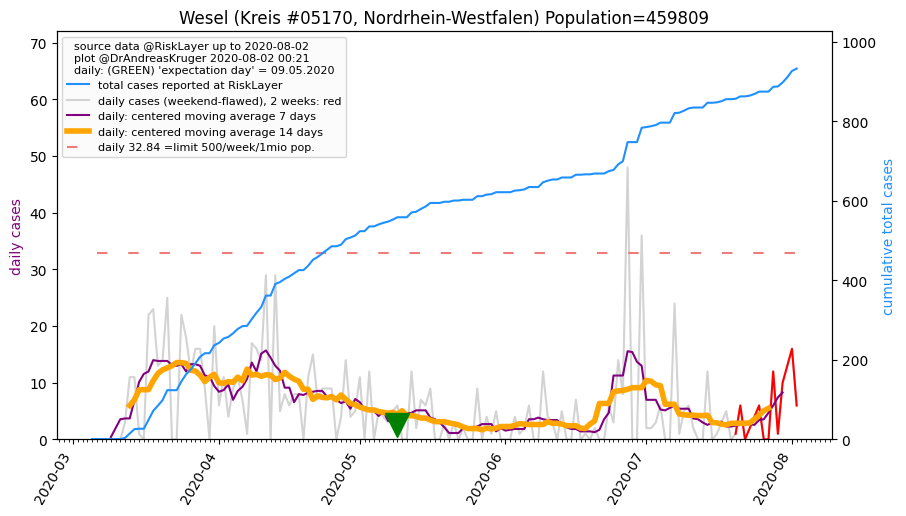 Wesel (Kreis #05170, Nordrhein-Westfalen) Population=459809
source data @RiskLayer up to 2020-08-02
plot @DrAndreasKruger 2020-08-02 00:21
daily: (GREEN) 'expectation day' = 09.05.2020
total cases reported at RiskLayer
daily cases (weekend-flawed), 2 weeks: red
daily: centered moving average 7 days
daily: centered moving average 14 days
daily 32.84 =limit 500/week/1mio pop.
daily cases
70
60
50
40
30
20
10
0
1000
800
600
400
200
0
cumulative total cases
2020-03
2020-04
2020-05
2020-06
2020-07
2020-08